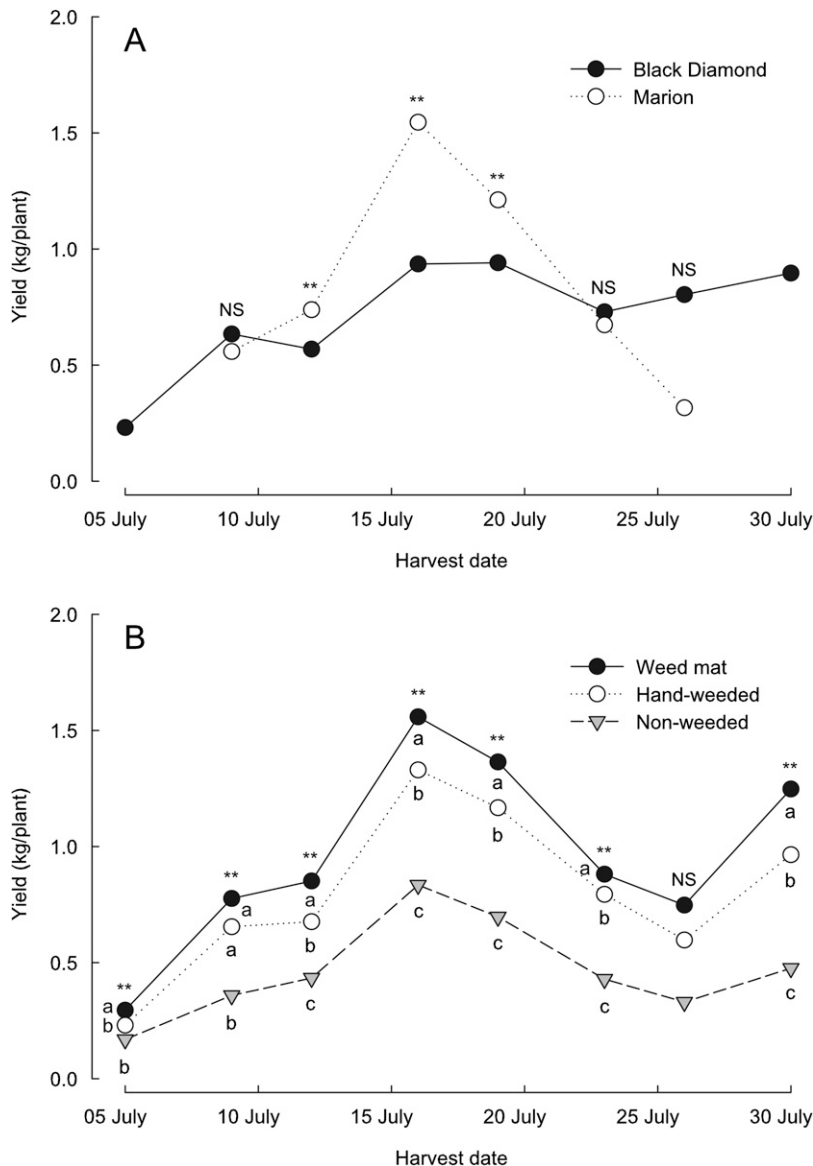 A
Black Diamond
Marion
Yield (kg/plant)
2.0
1.5
1.0
0.5
0.0
NS
**
**
**
NS
NS
05 July
10 July
15 July
20 July
25 July
30 July
Harvest date
B
Weed mat
Hand-weeded
Non-weeded
Yield (kg/plant)
2.0
1.5
1.0
0.5
0.0
**
a
b
b
**
a
a
b
**
a
b
c
**
a
b
c
**
a
b
c
**
a
b
c
NS
**
a
b
c
05 July
10 July
15 July
20 July
25 July
30 July
Harvest date